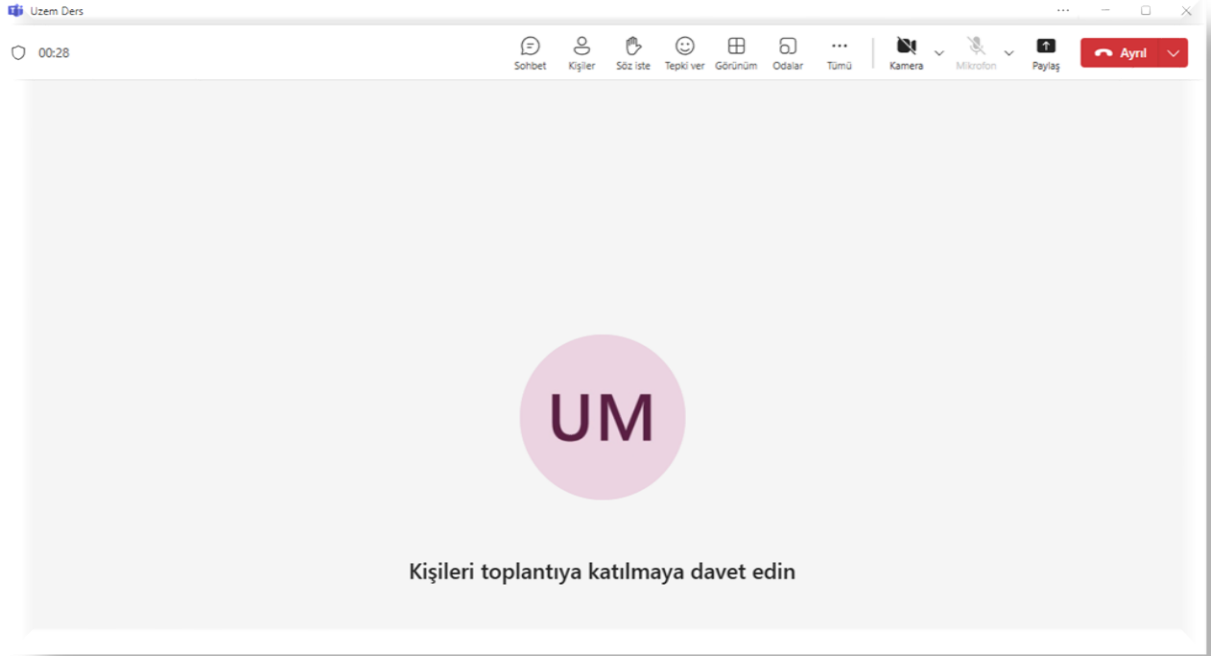 Uzem Ders
00:28
Sohbet Kişiler Söz iste Tepki ver Görünüm Odalar Tümü Kamera Mikrofon Paylaş Ayrıl
UM
Kişileri toplantıya katılmaya davet edin